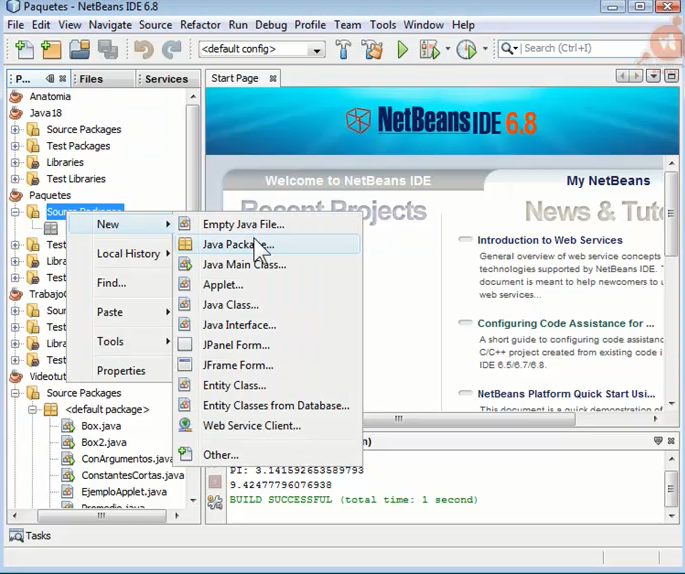 Paquetes - NetBeans IDE 6.8
File Edit View Navigate Source Refactor Run Debug Profile Team Tools Window Help
<default config>
Search (Ctrl+I)
P...
Files
Services
Start Page
Anatomia
Java18
Source Packages
Test Packages
Libraries
Test Libraries
Paquetes
Source Packages
Test
Libra
Test
TrabajoC
Sour
Test
Libra
Test
Videotut
Source Packages
<default package>
Box.java
Box2.java
ConArgumentos.java
ConstantesCortas.java
EjemploApplet.java
Promedio.java
New
Local History
Find...
Paste
Tools
Properties
Empty Java File...
Java Package...
Java Main Class...
Applet...
Java Class...
Java Interface...
JPanel Form...
JFrame Form...
Entity Class...
Entity Classes from Database...
Web Service Client...
Other...
NetBeans IDE 6.8
Welcome to NetBeans IDE
My NetBeans
Recent Projects
News & Tuto
Introduction to Web Services
General overview of web service concepts
technologies supported by NetBeans IDE
document is meant to help newcomers to
web services...
Configuring Code Assistance for ...
A short guide to configure code assistanc
C/C++ project created from existing code i
IDE 6.5/6.7/6.8.
NetBeans Platform Quick Start Usi...
This document is a quick demonstration of
n)
PI: 3.141592653589793
9.42477796076938
BUILD SUCCESSFUL (total time: 1 second)
Tasks